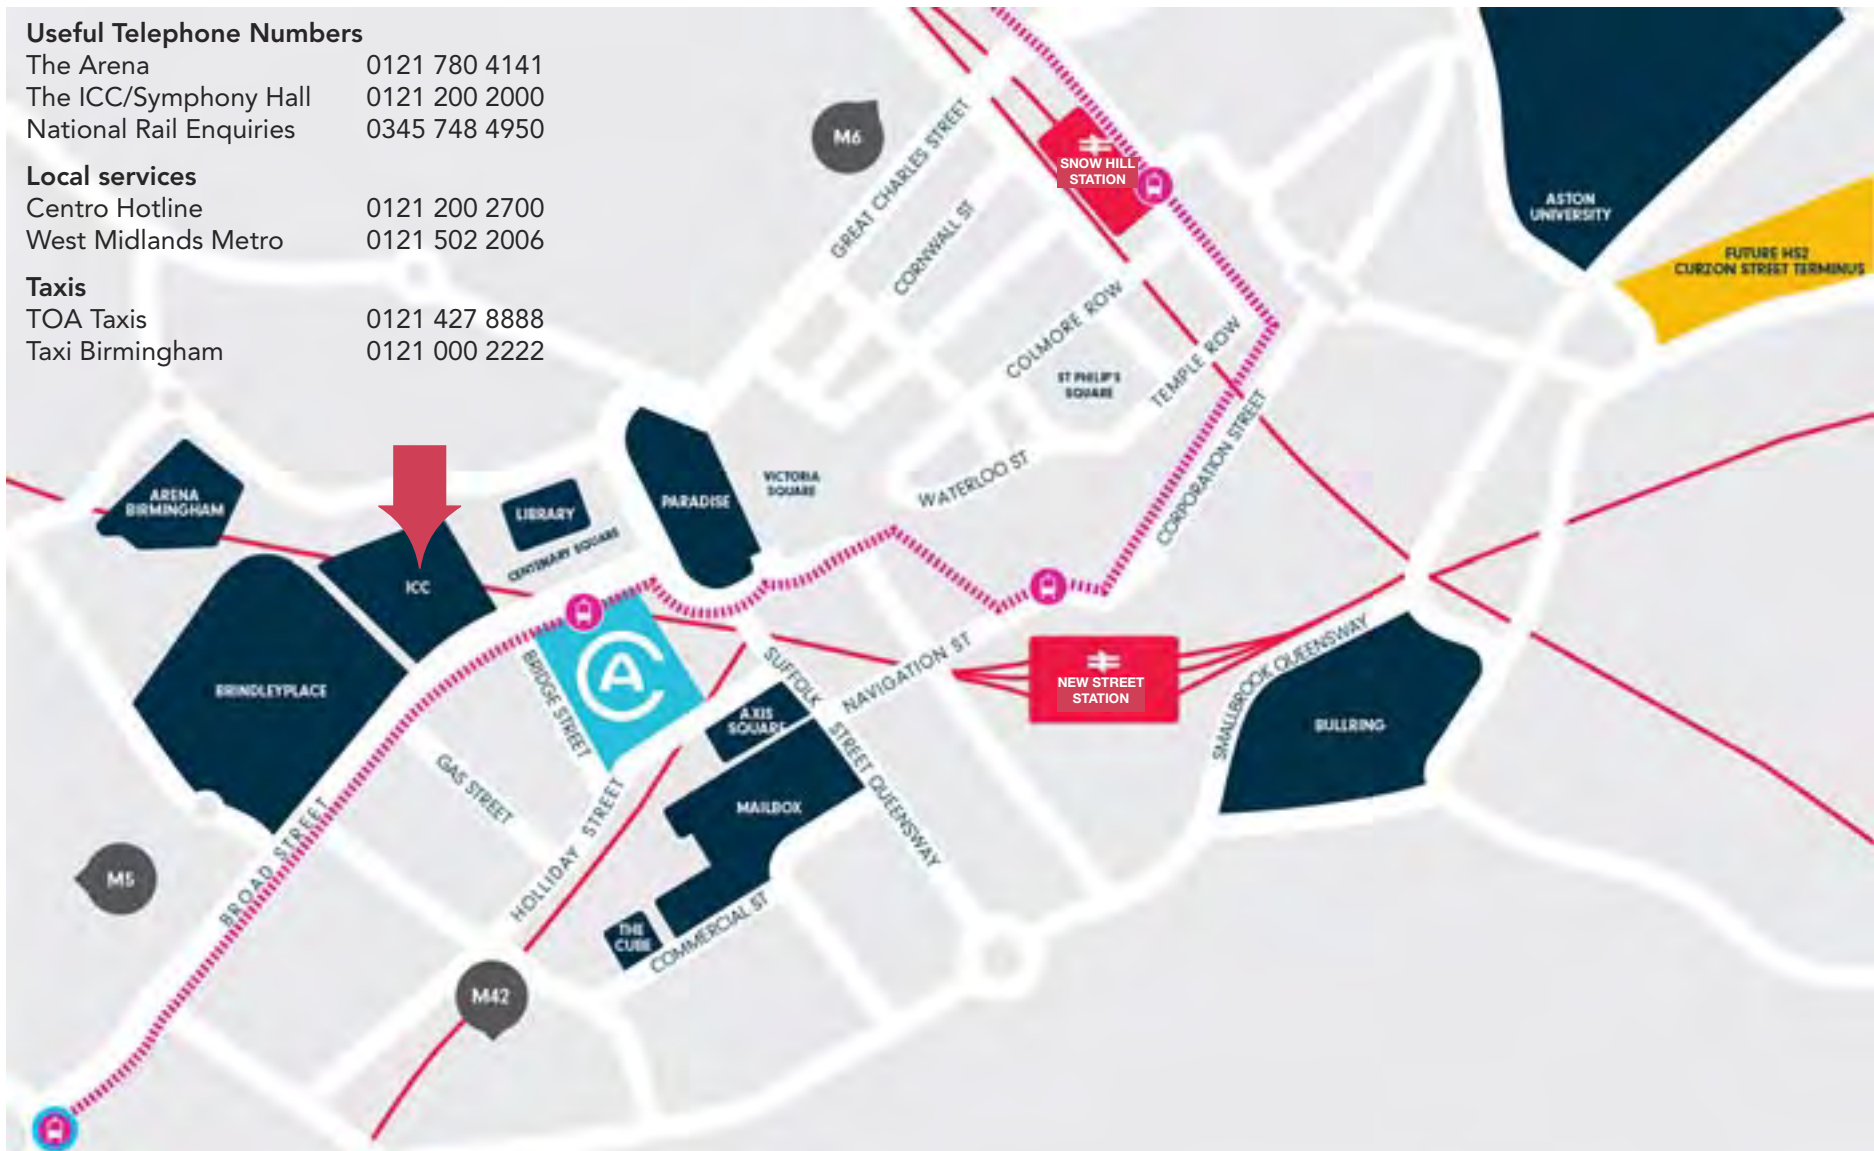 Useful Telephone Numbers
The Arena 0121 780 4141
The ICC/Symphony Hall 0121 200 2000
National Rail Enquiries 0345 748 4950
Local services
Centro Hotline 0121 200 2700
West Midlands Metro 0121 502 2006
Taxis
TOA Taxis 0121 427 8888
Taxi Birmingham 0121 000 2222
M6
GREAT CHARLES STREET
CORNWALL ST
SNOW HILL
STATION
ASTON
UNIVERSITY
FUTURE HS2
CURZON STREET TERMINUS
COLMORE ROW
ST PHILIP'S
SQUARE
TEMPLE ROW
CORPORATION STREET
WATERLOO ST
VICTORIA
SQUARE
PARADISE
LIBRARY
CENTENARY SQUARE
ARENA
BIRMINGHAM
ICC
BRINDLEYPLACE
BRIDGE STREET
AC
SUFFOLK
STREET QUEENSWAY
NAVIGATION ST
NEW STREET
STATION
SMALLBROOK QUEENSWAY
BULLRING
AXIS
SQUARE
MAILBOX
GAS STREET
HOLLIDAY STREET
BROAD STREET
M5
THE
CUBE
COMMERCIAL ST
M42